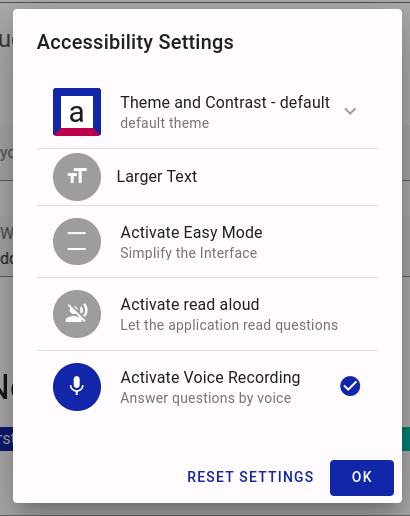 Accessibility Settings
a
Theme and Contrast - default
default theme
Larger Text
Activate Easy Mode
Simplify the Interface
Activate read aloud
Let the application read questions
Activate Voice Recording
Answer questions by voice
RESET SETTINGS
OK